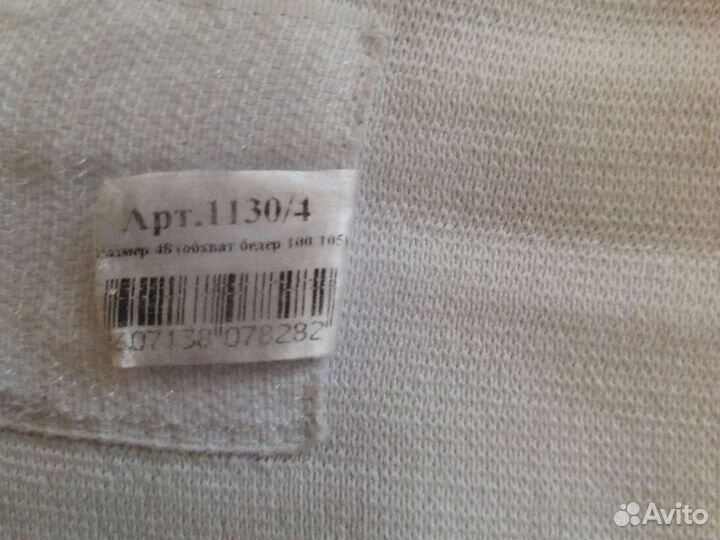 Арт.1130/4
Размер 48 (обхват бедер 100 105)
607138 078282
Avito